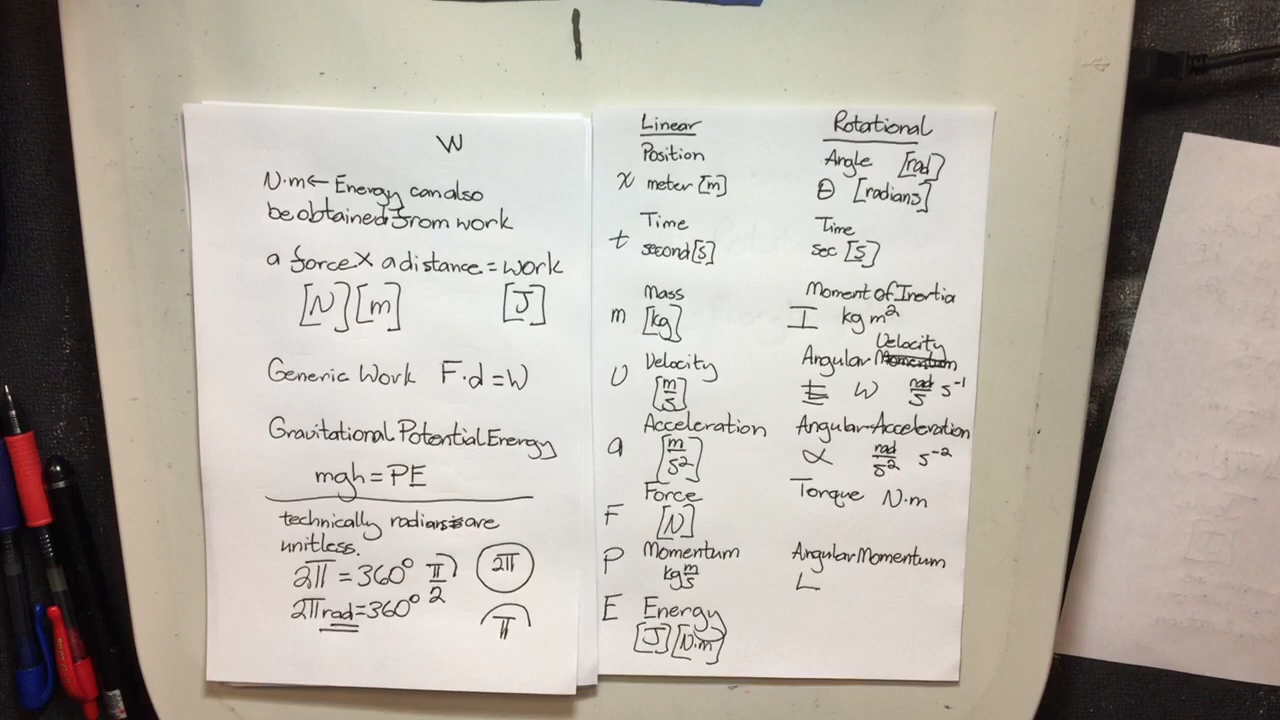 W
N·m← Energy can also
be obtained from work
a force × a distance = work
[N][m] [J]
Generic Work F·d = W
Gravitational Potential Energy
mgh = PE
technically radians are
unitless.
2π = 360° π/2 2π
2π rad = 360° π
Linear
Position
x meter [m]
Time
t second [s]
Mass
m [kg]
Velocity
v [m/s]
Acceleration
a [m/s²]
Force
F [N]
P Momentum
kg m/s
E Energy
[J] [N·m]
Rotational
Angle [rad]
θ [radians]
Time
sec [s]
Moment of Inertia
I kg m²
Velocity
Angular Momentum
ω rad/s s⁻¹
Angular Acceleration
α rad/s² s⁻²
Torque N·m
Angular Momentum
L